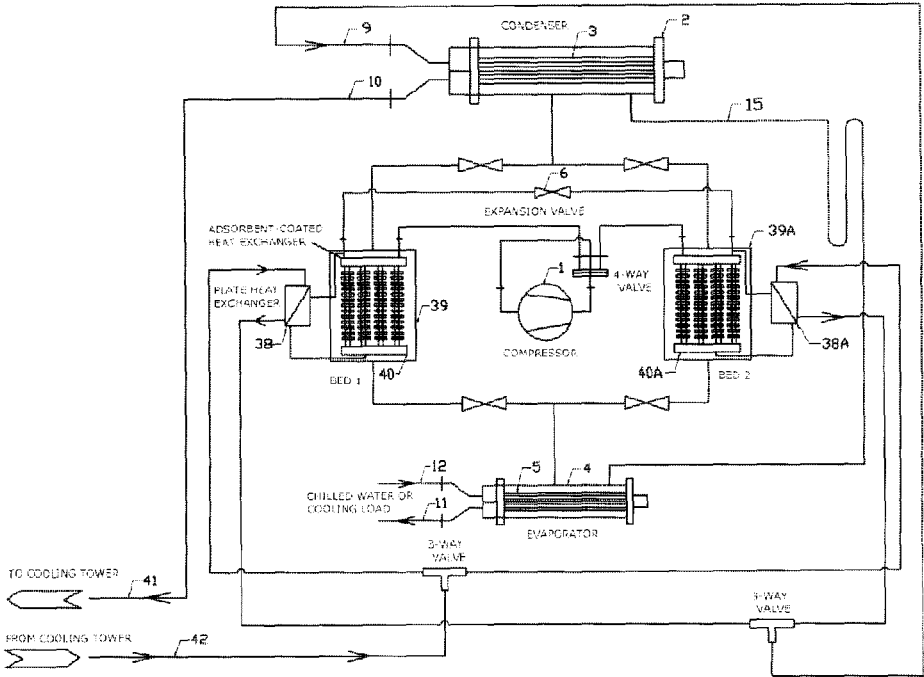 9
CONDENSER
3
2
10
15
6
EXPANSION VALVE
ADSORBENT-COATED
HEAT EXCHANGER
39A
1
4-WAY
VALVE
PLATE HEAT
EXCHANGER
39
38
COMPRESSOR
38A
40
40A
BED 1
BED 2
12
5
4
CHILLED WATER OR
COOLING LOAD
11
EVAPORATOR
3-WAY
VALVE
TO COOLING TOWER
41
3-WAY
VALVE
FROM COOLING TOWER
42